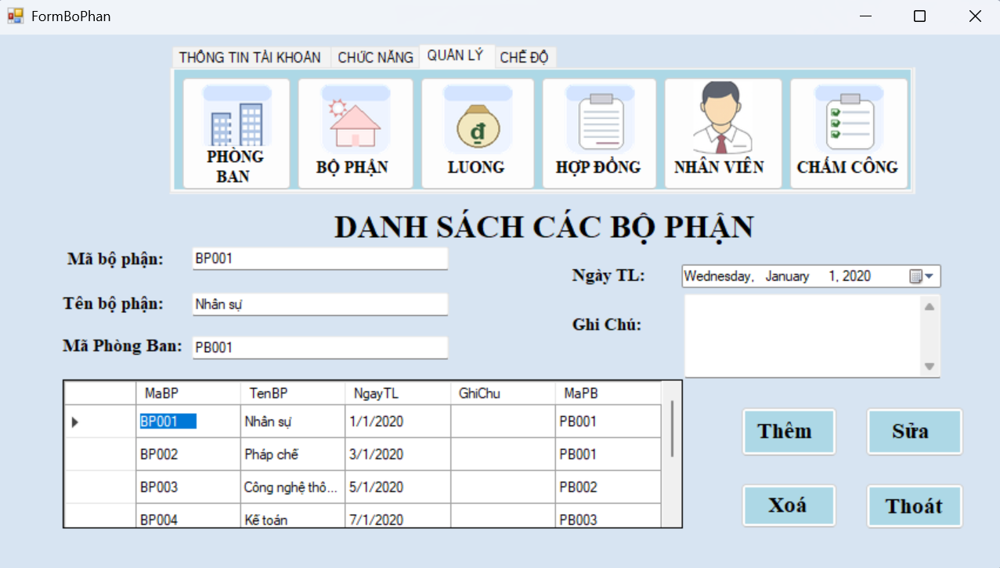 FormBoPhan
THÔNG TIN TÀI KHOẢN CHỨC NĂNG QUẢN LÝ CHẾ ĐỘ
PHÒNG
BAN
BỘ PHẬN
đ
LUONG
HỢP ĐỒNG
NHÂN VIÊN
CHẤM CÔNG
DANH SÁCH CÁC BỘ PHẬN
Mã bộ phận: BP001
Tên bộ phận: Nhân sự
Mã Phòng Ban: PB001
Ngày TL: Wednesday, January 1, 2020
Ghi Chú:
MaBP TenBP NgayTL GhiChu MaPB
BP001 Nhân sự 1/1/2020 PB001
BP002 Pháp chế 3/1/2020 PB001
BP003 Công nghệ thô... 5/1/2020 PB002
BP004 Kế toán 7/1/2020 PB003
Thêm Sửa
Xoá Thoát